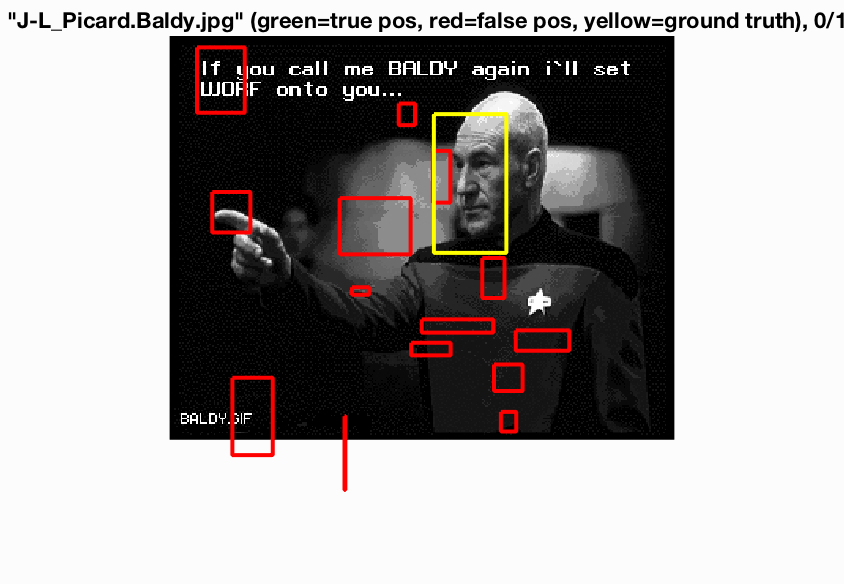 "J-L_Picard.Baldy.jpg" (green=true pos, red=false pos, yellow=ground truth), 0/1
If you call me BALDY again i`ll set
WORF onto you...
BALDY.GIF